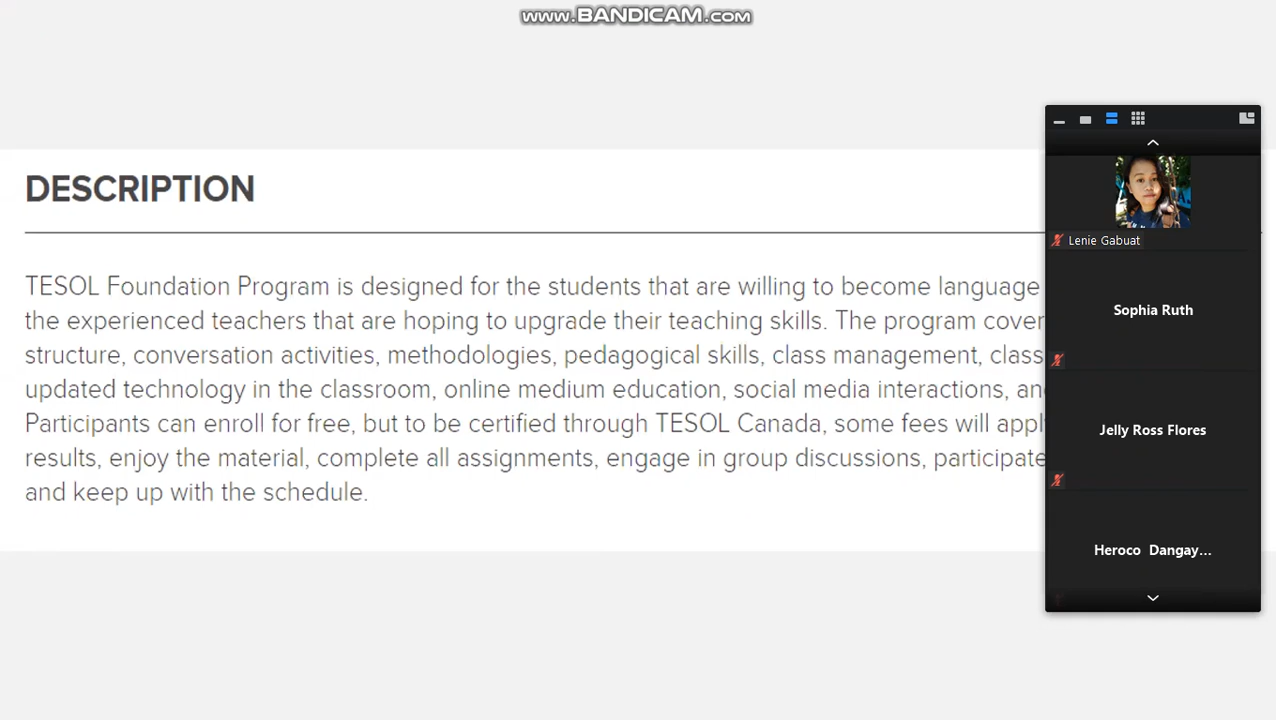 www.BANDICAM.com
DESCRIPTION
TESOL Foundation Program is designed for the students that are willing to become language
the experienced teachers that are hoping to upgrade their teaching skills. The program cover
structure, conversation activities, methodologies, pedagogical skills, class management, class
updated technology in the classroom, online medium education, social media interactions, an
Participants can enroll for free, but to be certified through TESOL Canada, some fees will apply
results, enjoy the material, complete all assignments, engage in group discussions, participate
and keep up with the schedule.
Lenie Gabuat
Sophia Ruth
Jelly Ross Flores
Heroco Dangay...